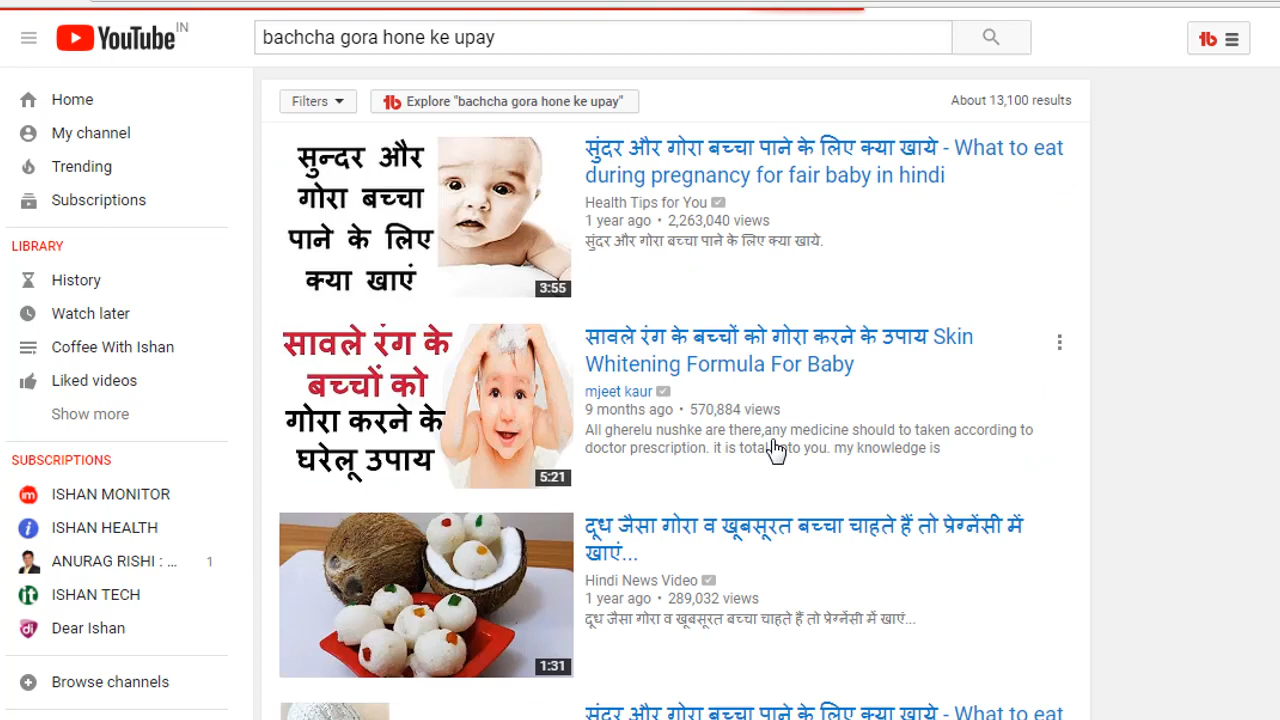 YouTube IN
bachcha gora hone ke upay
Home
My channel
Trending
Subscriptions
LIBRARY
History
Watch later
Coffee With Ishan
Liked videos
Show more
SUBSCRIPTIONS
ISHAN MONITOR
ISHAN HEALTH
ANURAG RISHI : ... 1
ISHAN TECH
Dear Ishan
Browse channels
Filters
Explore "bachcha gora hone ke upay"
About 13,100 results
सुन्दर और
गोरा बच्चा
पाने के लिए
क्या खाएं
3:55
सुंदर और गोरा बच्चा पाने के लिए क्या खाये - What to eat
during pregnancy for fair baby in hindi
Health Tips for You
1 year ago • 2,263,040 views
सुंदर और गोरा बच्चा पाने के लिए क्या खाये.
सावले रंग के
बच्चों को
गोरा करने के
घरेलू उपाय
5:21
सावले रंग के बच्चों को गोरा करने के उपाय Skin
Whitening Formula For Baby
mjeet kaur
9 months ago • 570,884 views
All gherelu nushke are there,any medicine should to taken according to
doctor prescription. it is to you. my knowledge is
1:31
दूध जैसा गोरा व खूबसूरत बच्चा चाहते हैं तो प्रेग्नेंसी में
खाएं...
Hindi News Video
1 year ago • 289,032 views
दूध जैसा गोरा व खूबसूरत बच्चा चाहते हैं तो प्रेग्नेंसी में खाएं...
सुंदर और गोरा बच्चा पाने के लिए क्या खाये - What to eat